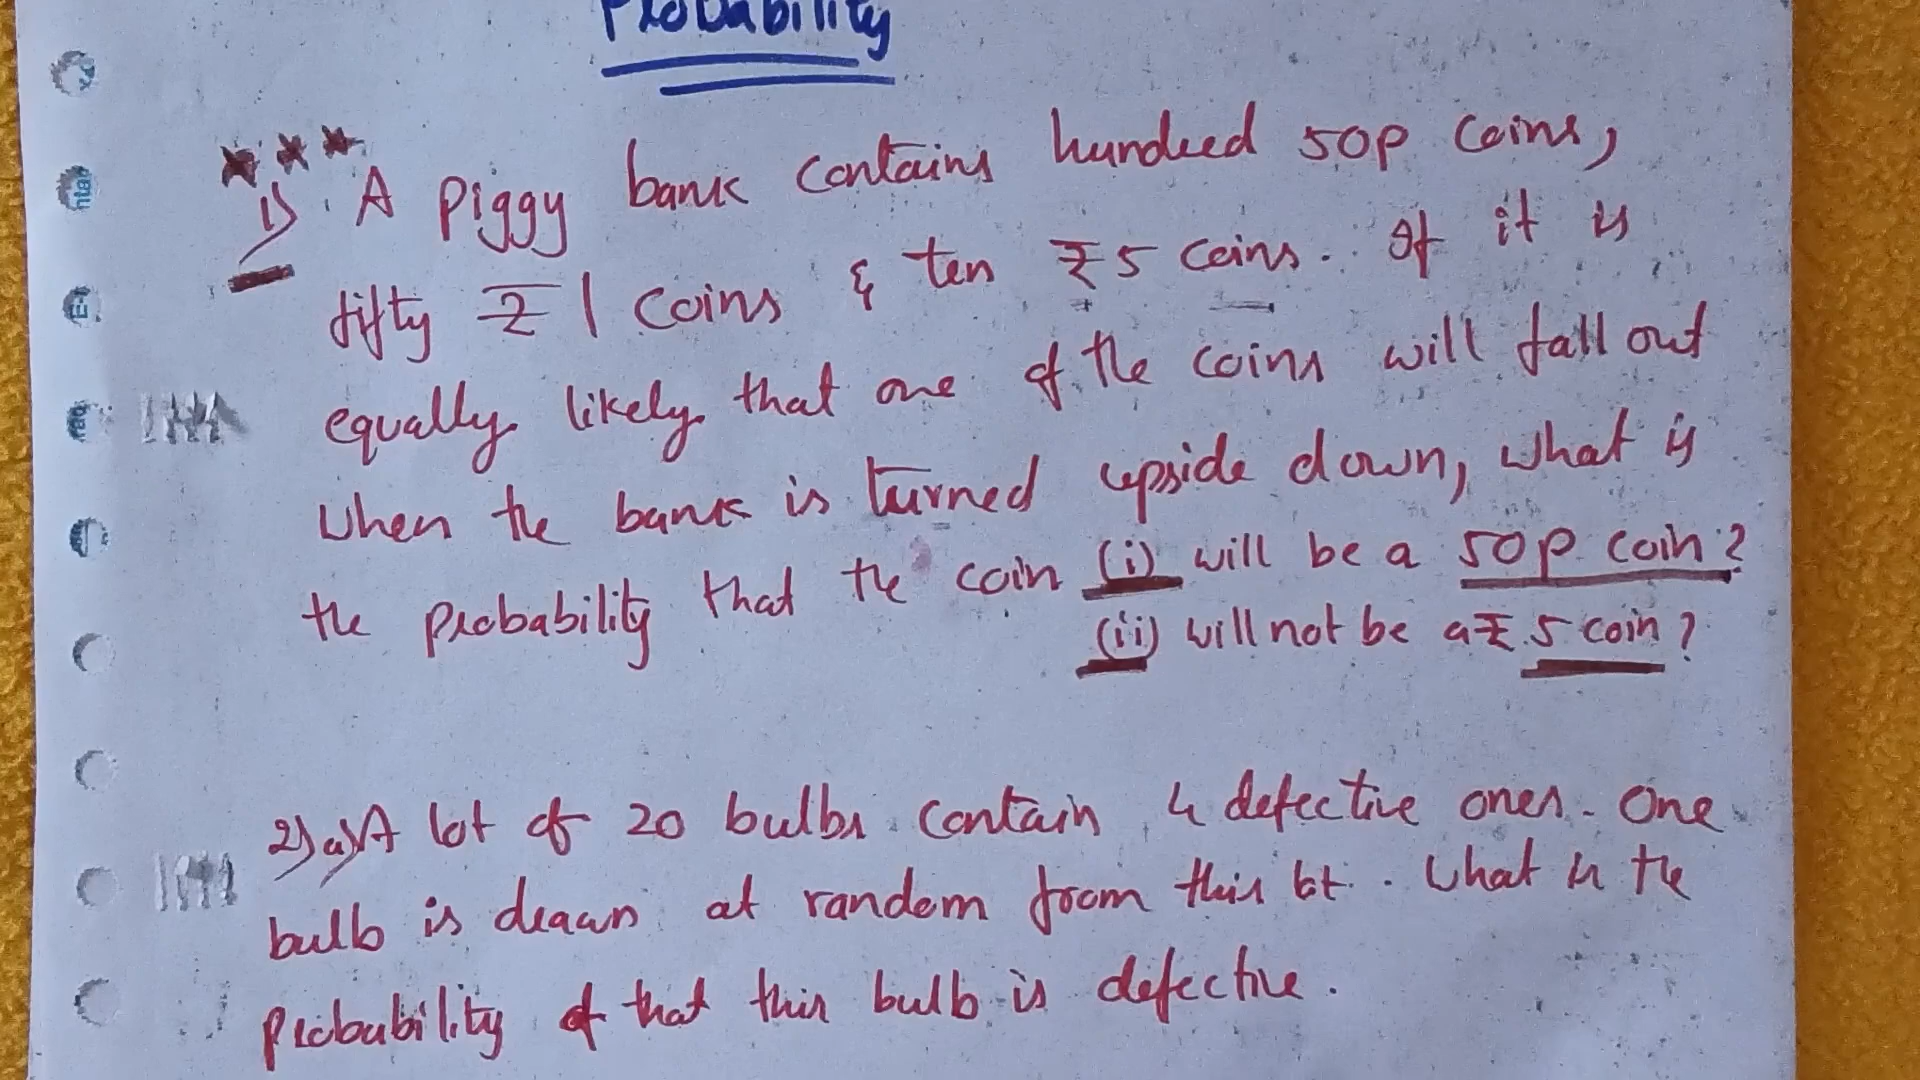 Probability
*** 1) A piggy bank contains hundred 50p coins,
fifty ₹ 1 coins & ten ₹ 5 coins. If it is
equally likely that one of the coins will fall out
when the bank is turned upside down, what is
the probability that the coin (i) will be a 50p coin?
(ii) will not be a ₹ 5 coin?
2) a) A lot of 20 bulbs contain 4 defective ones. One
bulb is drawn at random from this lot. What is the
probability of that this bulb is defective.